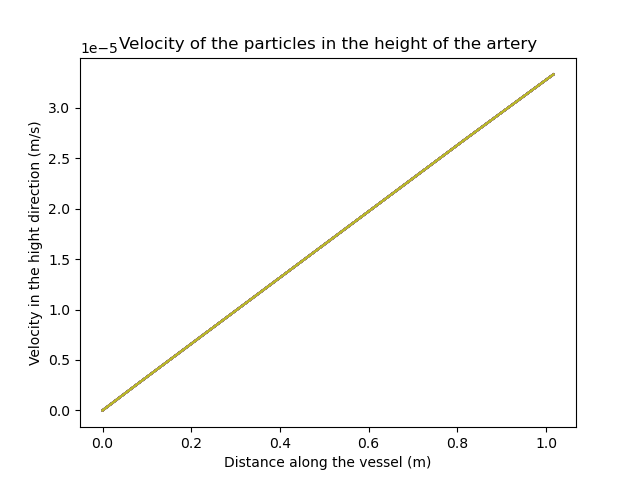 Velocity of the particles in the height of the artery
1e−5
3.0
2.5
2.0
1.5
1.0
0.5
0.0
Velocity in the hight direction (m/s)
0.0 0.2 0.4 0.6 0.8 1.0
Distance along the vessel (m)